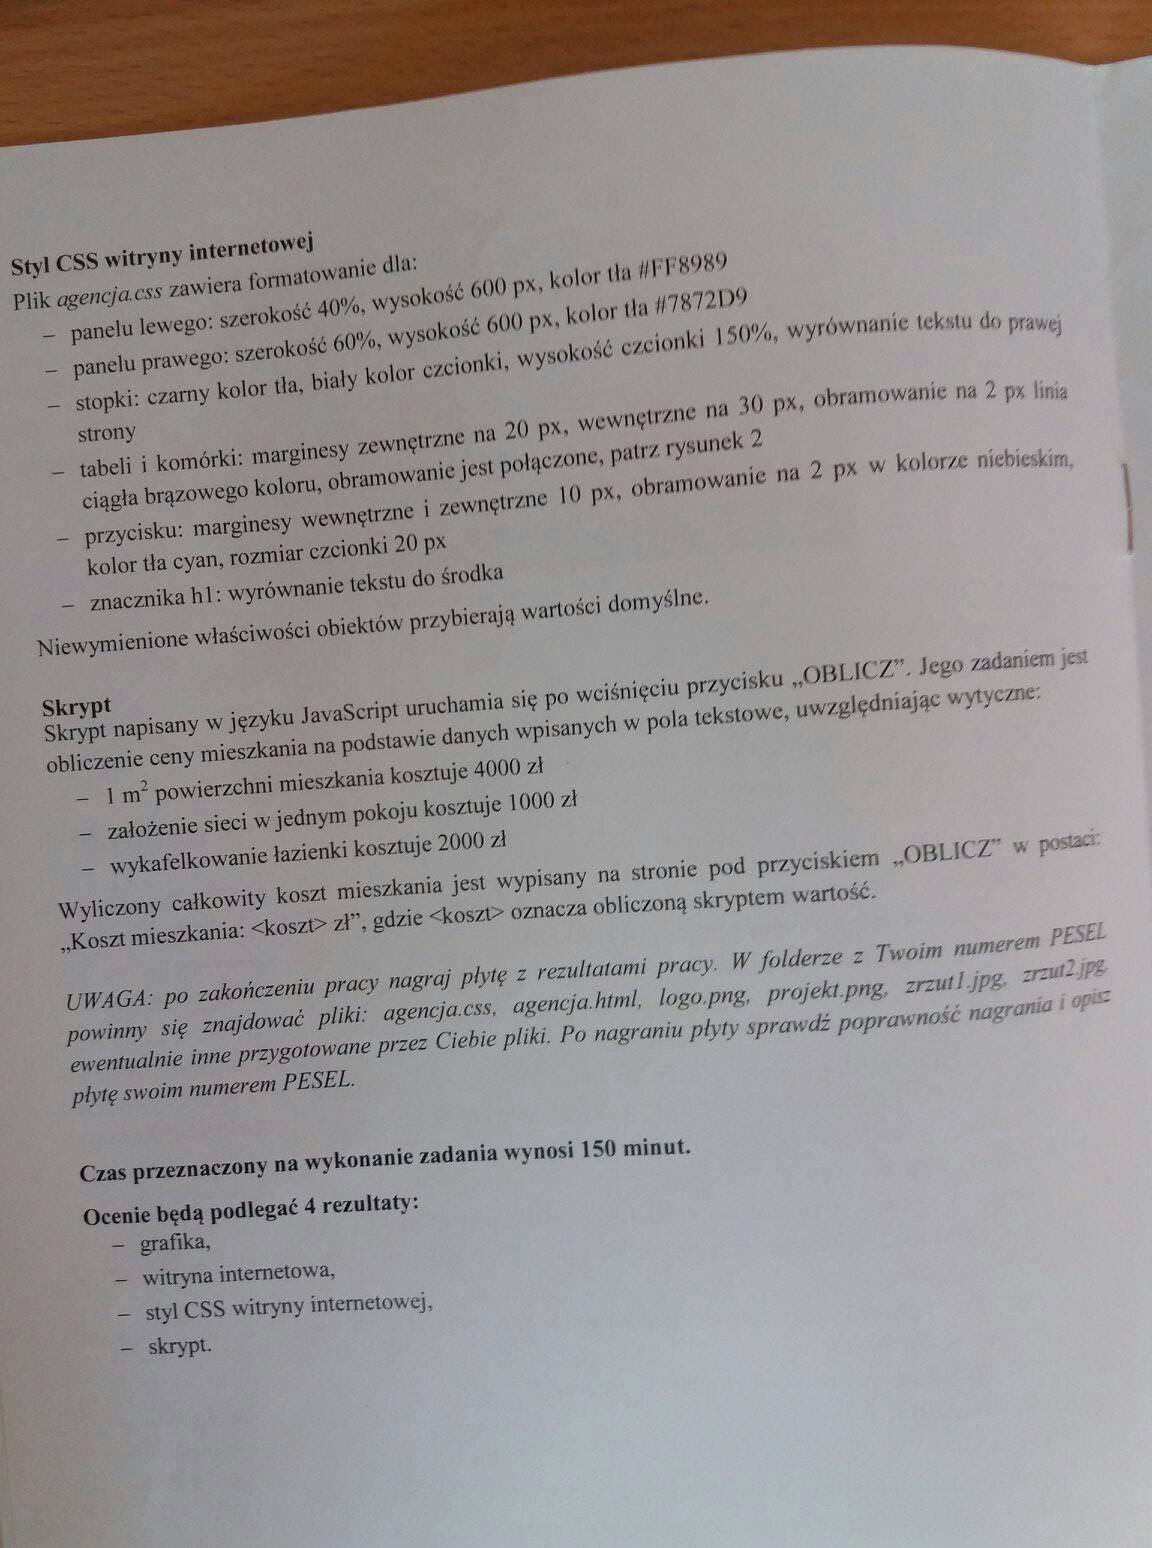 Styl CSS witryny internetowej
Plik agencja.css zawiera formatowanie dla:
– panelu lewego: szerokość 40%, wysokość 600 px, kolor tła #FF8989
– panelu prawego: szerokość 60%, wysokość 600 px, kolor tła #7872D9
– stopki: czarny kolor tła, biały kolor czcionki, wysokość czcionki 150%, wyrównanie tekstu do prawej
strony
– tabeli i komórki: marginesy zewnętrzne na 20 px, wewnętrzne na 30 px, obramowanie na 2 px linia
ciągła brązowego koloru, obramowanie jest połączone, patrz rysunek 2
– przycisku: marginesy wewnętrzne i zewnętrzne 10 px, obramowanie na 2 px w kolorze niebieskim,
kolor tła cyan, rozmiar czcionki 20 px
– znacznika h1: wyrównanie tekstu do środka
Niewymienione właściwości obiektów przybierają wartości domyślne.
Skrypt
Skrypt napisany w języku JavaScript uruchamia się po wciśnięciu przycisku „OBLICZ”. Jego zadaniem jest
obliczenie ceny mieszkania na podstawie danych wpisanych w pola tekstowe, uwzględniając wytyczne:
– 1 m² powierzchni mieszkania kosztuje 4000 zł
– założenie sieci w jednym pokoju kosztuje 1000 zł
– wykafelkowanie łazienki kosztuje 2000 zł
Wyliczony całkowity koszt mieszkania jest wypisany na stronie pod przyciskiem „OBLICZ” w postaci:
„Koszt mieszkania: <koszt> zł”, gdzie <koszt> oznacza obliczoną skryptem wartość.
UWAGA: po zakończeniu pracy nagraj płytę z rezultatami pracy. W folderze z Twoim numerem PESEL
powinny się znajdować pliki: agencja.css, agencja.html, logo.png, projekt.png, zrzut1.jpg, zrzut2.jpg
ewentualnie inne przygotowane przez Ciebie pliki. Po nagraniu płyty sprawdź poprawność nagrania i opisz
płytę swoim numerem PESEL.
Czas przeznaczony na wykonanie zadania wynosi 150 minut.
Ocenie będą podlegać 4 rezultaty:
– grafika,
– witryna internetowa,
– styl CSS witryny internetowej,
– skrypt.